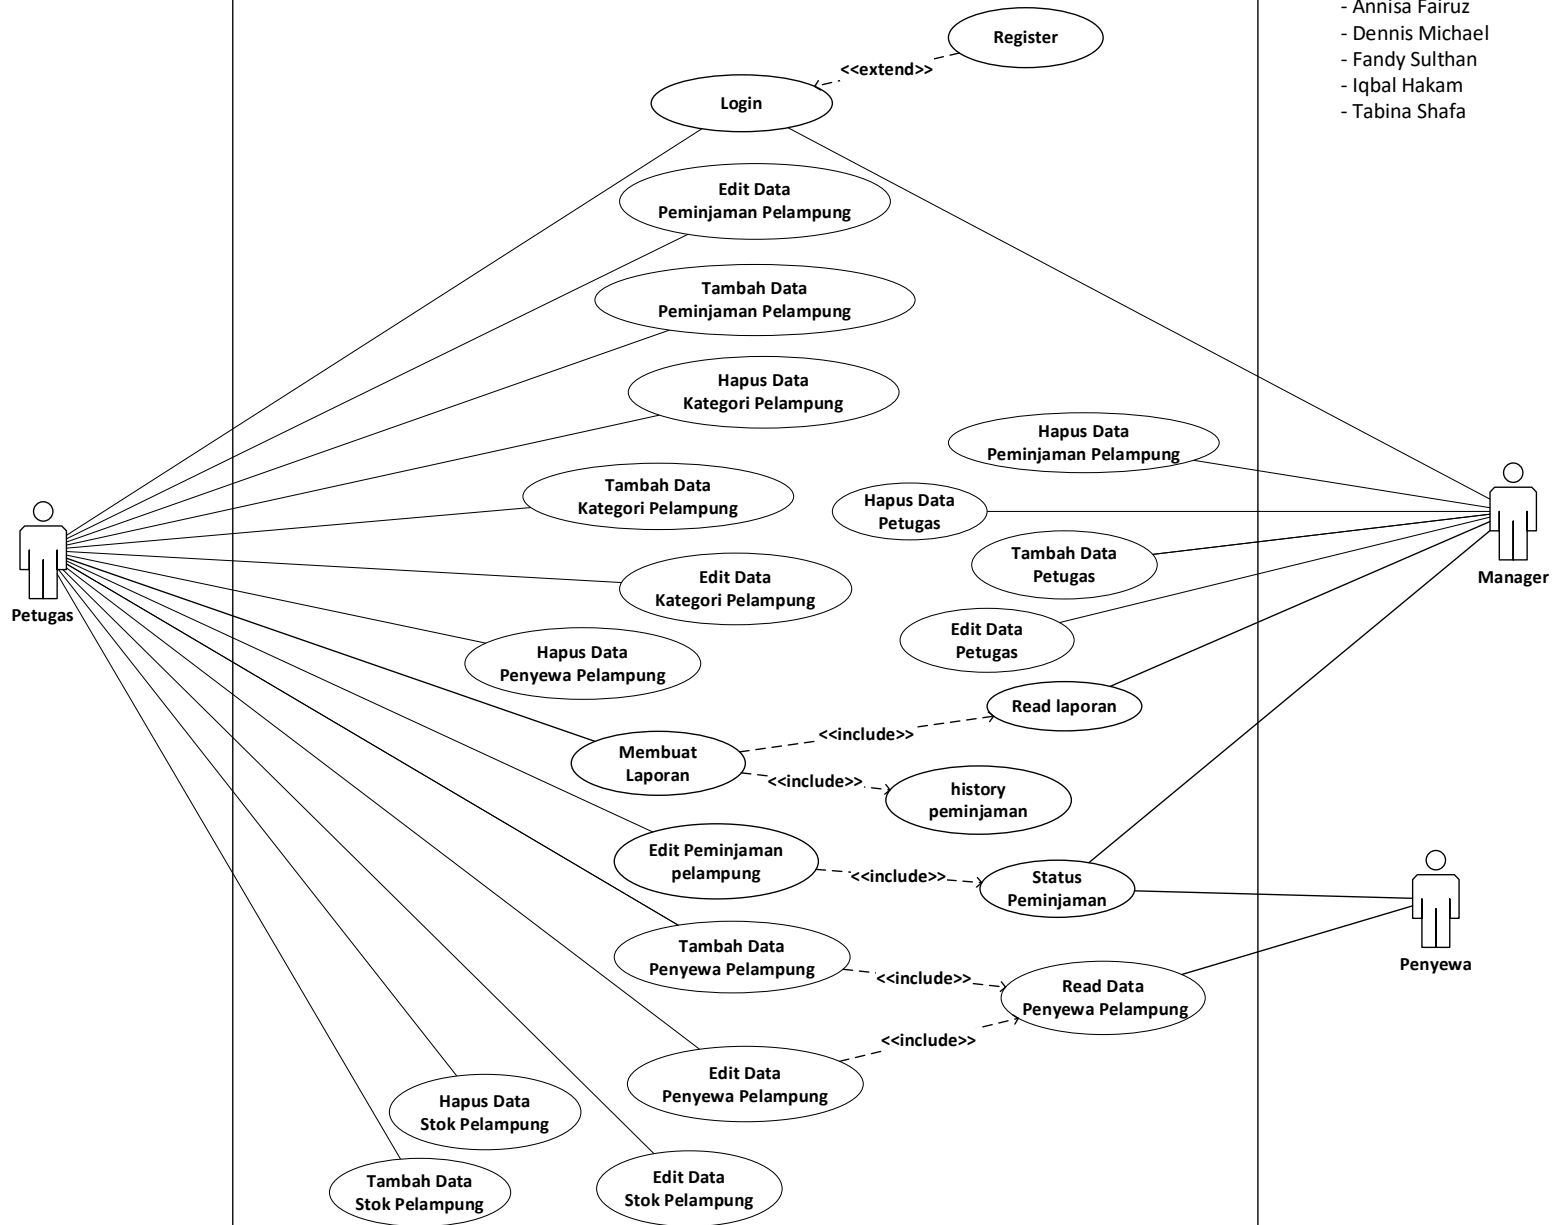 - Annisa Fairuz
- Dennis Michael
- Fandy Sulthan
- Iqbal Hakam
- Tabina Shafa
Register
<<extend>>
Login
Edit Data
Peminjaman Pelampung
Tambah Data
Peminjaman Pelampung
Hapus Data
Kategori Pelampung
Hapus Data
Peminjaman Pelampung
Tambah Data
Kategori Pelampung
Hapus Data
Petugas
Tambah Data
Petugas
Manager
Edit Data
Kategori Pelampung
Petugas
Edit Data
Petugas
Hapus Data
Penyewa Pelampung
Read laporan
<<include>>
Membuat
Laporan
<<include>>
history
peminjaman
Edit Peminjaman
pelampung
<<include>>
Status
Peminjaman
Tambah Data
Penyewa Pelampung
<<include>>
Penyewa
Read Data
Penyewa Pelampung
<<include>>
Edit Data
Penyewa Pelampung
Hapus Data
Stok Pelampung
Tambah Data
Stok Pelampung
Edit Data
Stok Pelampung